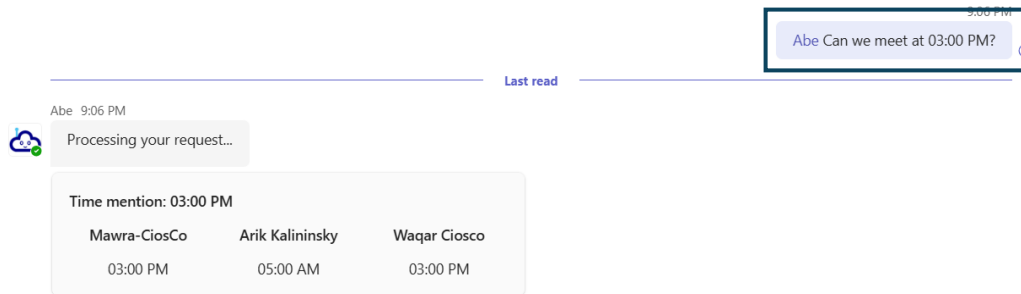 9:06 PM
Abe Can we meet at 03:00 PM?
Last read
Abe 9:06 PM
Processing your request...
Time mention: 03:00 PM
Mawra-CiosCo Arik Kalininsky Waqar Ciosco
03:00 PM 05:00 AM 03:00 PM